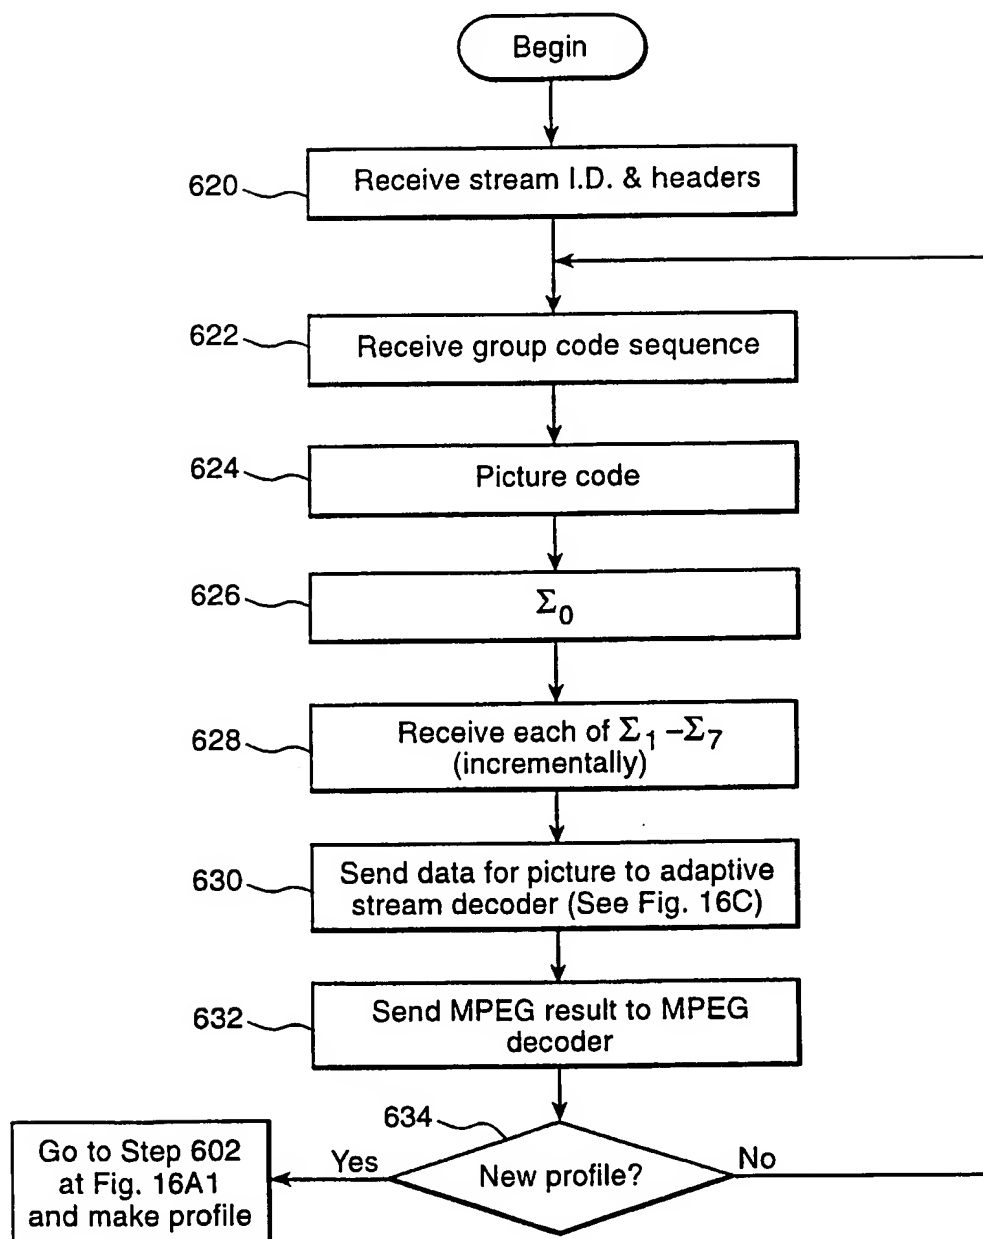 Begin
620
Receive stream I.D. & headers
622
Receive group code sequence
624
Picture code
626
Σ0
628
Receive each of Σ1–Σ7
(incrementally)
630
Send data for picture to adaptive
stream decoder (See Fig. 16C)
632
Send MPEG result to MPEG
decoder
634
New profile?
Yes
No
Go to Step 602
at Fig. 16A1
and make profile